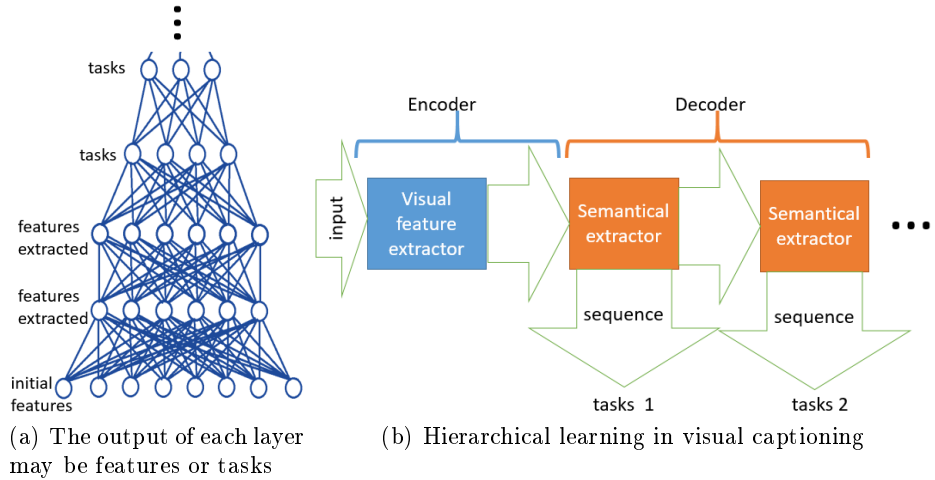 tasks
tasks
features
extracted
features
extracted
initial
features
(a) The output of each layer
may be features or tasks
Encoder
Decoder
input
Visual
feature
extractor
Semantical
extractor
Semantical
extractor
sequence
sequence
tasks 1
tasks 2
(b) Hierarchical learning in visual captioning